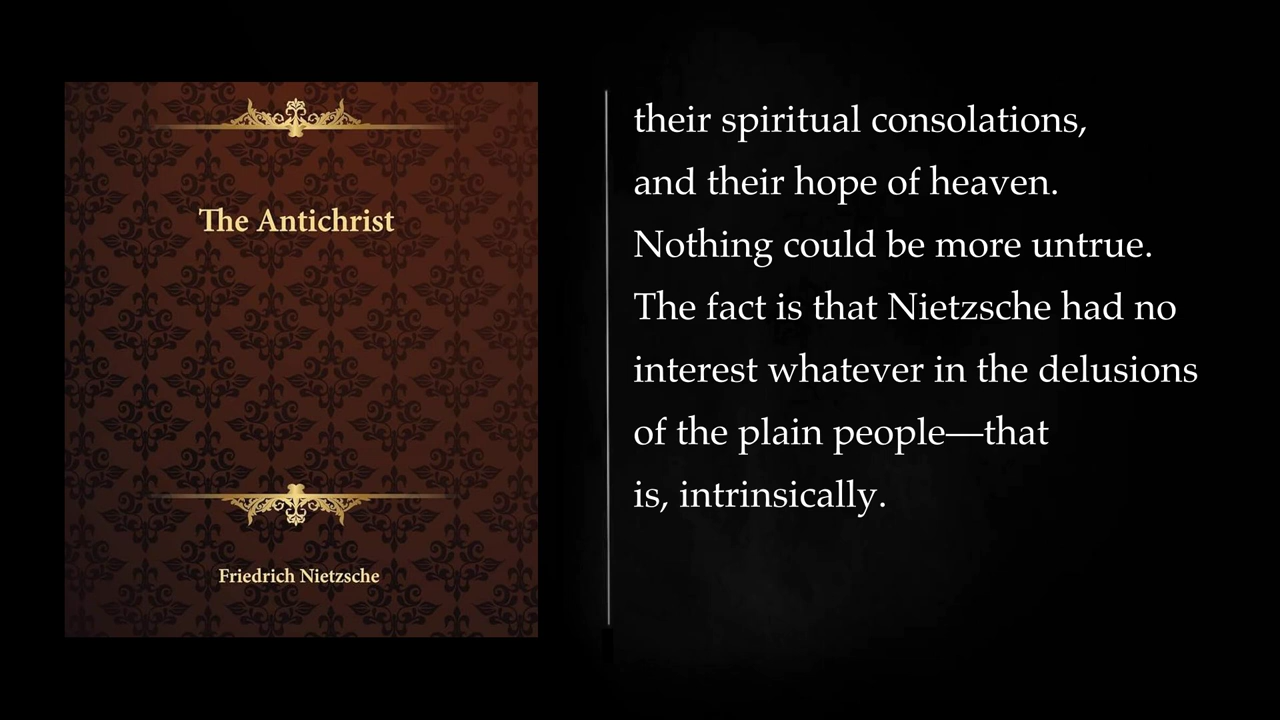 The Antichrist
Friedrich Nietzsche
their spiritual consolations,
and their hope of heaven.
Nothing could be more untrue.
The fact is that Nietzsche had no
interest whatever in the delusions
of the plain people—that
is, intrinsically.